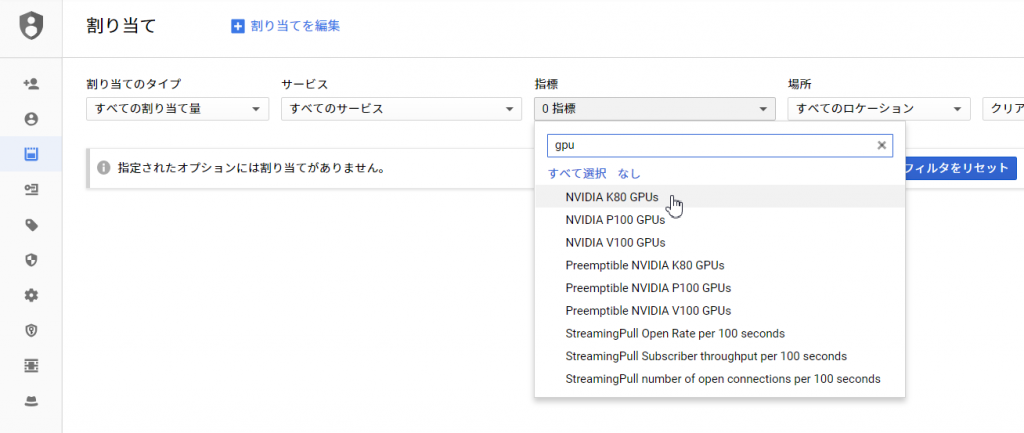 割り当て
割り当てを編集
割り当てのタイプ
サービス
指標
場所
すべての割り当て量
すべてのサービス
0 指標
すべてのロケーション
クリア
gpu
指定されたオプションには割り当てがありません。
フィルタをリセット
すべて選択 なし
NVIDIA K80 GPUs
NVIDIA P100 GPUs
NVIDIA V100 GPUs
Preemptible NVIDIA K80 GPUs
Preemptible NVIDIA P100 GPUs
Preemptible NVIDIA V100 GPUs
StreamingPull Open Rate per 100 seconds
StreamingPull Subscriber throughput per 100 seconds
StreamingPull number of open connections per 100 seconds